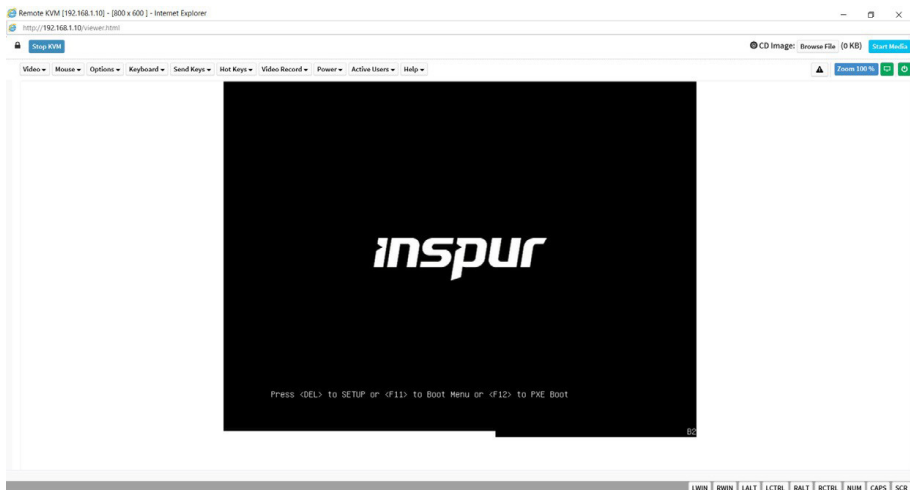 Remote KVM [192.168.1.10] - [800 x 600 ] - Internet Explorer
http://192.168.1.10/viewer.html
Stop KVM
CD Image: Browse File (0 KB) Start Media
Video Mouse Options Keyboard Send Keys Hot Keys Video Record Power Active Users Help
Zoom 100 %
inspur
Press <DEL> to SETUP or <F11> to Boot Menu or <F12> to PXE Boot
B2
LWIN RWIN LALT LCTRL RALT RCTRL NUM CAPS SCR